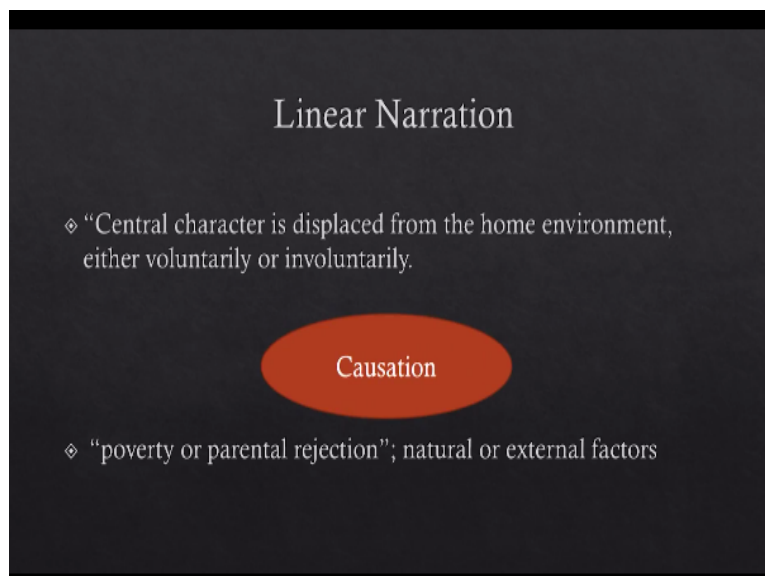 Linear Narration
“Central character is displaced from the home environment,
either voluntarily or involuntarily.
Causation
“poverty or parental rejection”; natural or external factors